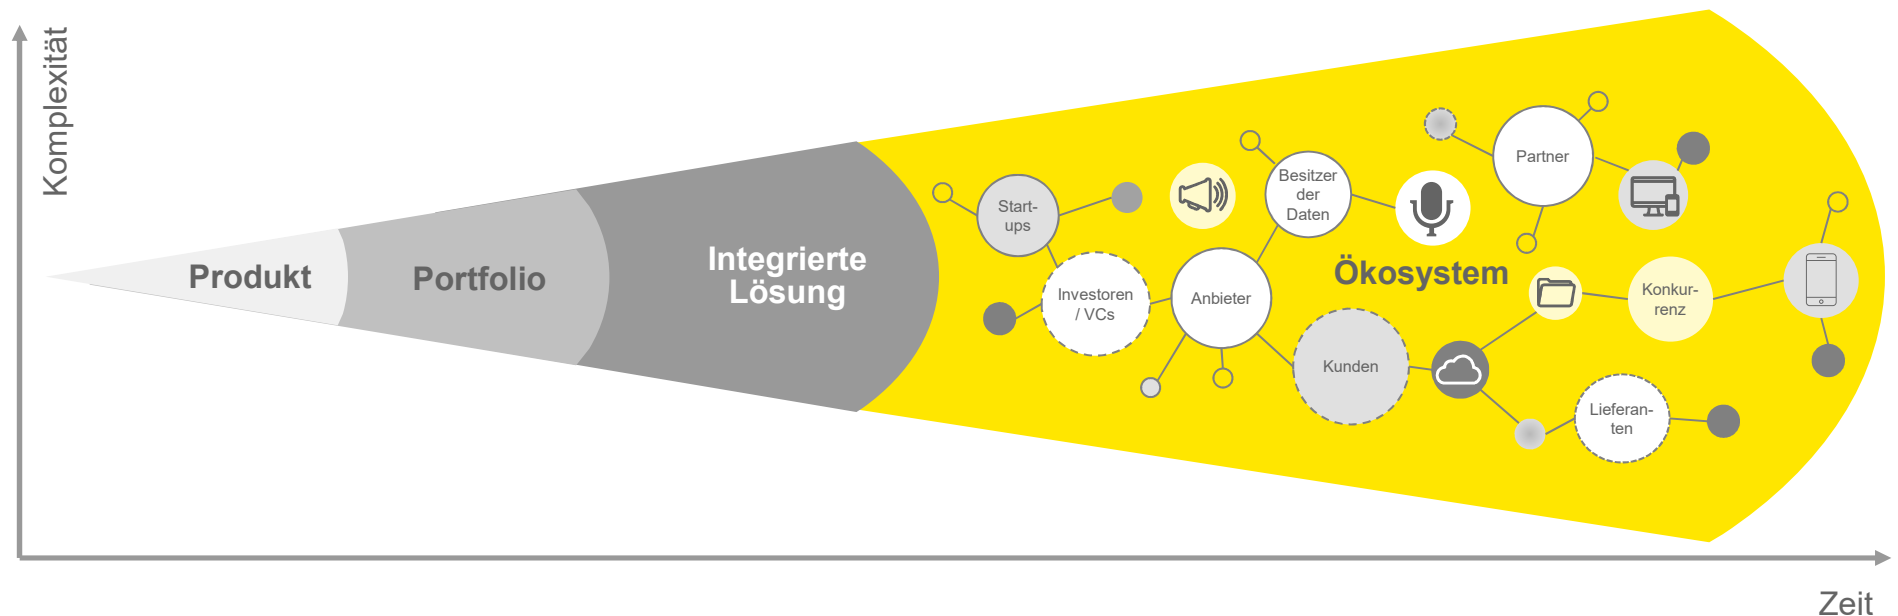 Komplexität
Produkt
Portfolio
Integrierte
Lösung
Start-
ups
Investoren
/ VCs
Anbieter
Besitzer
der
Daten
Ökosystem
Kunden
Partner
Konkur-
renz
Lieferan-
ten
Zeit